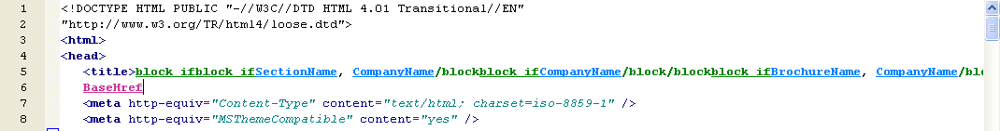 1 <!DOCTYPE HTML PUBLIC "-//W3C//DTD HTML 4.01 Transitional//EN"
2 "http://www.w3.org/TR/html4/loose.dtd">
3 <html>
4 <head>
5 <title>block ifblock ifSectionName, CompanyName/blockblock ifCompanyName/block/blockblock ifBrochureName, CompanyName/blo
6 BaseHref
7 <meta http-equiv="Content-Type" content="text/html; charset=iso-8859-1" />
8 <meta http-equiv="MSThemeCompatible" content="yes" />